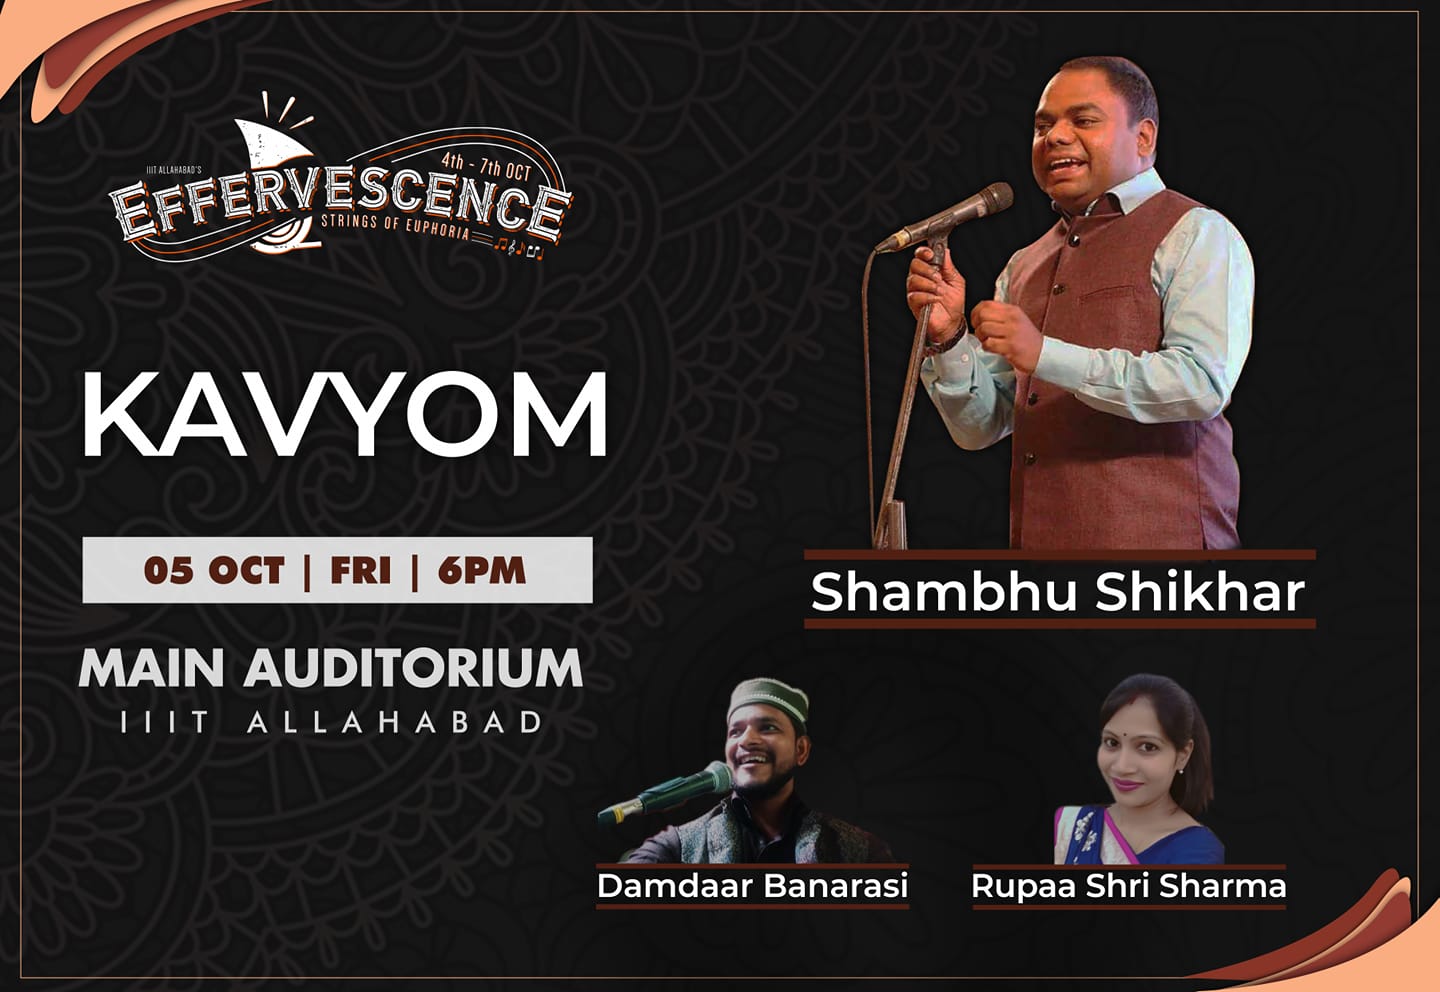 IIIT ALLAHABAD'S
4th - 7th OCT
EFFERVESCENCE
STRINGS OF EUPHORIA
KAVYOM
05 OCT | FRI | 6PM
MAIN AUDITORIUM
IIIT ALLAHABAD
Shambhu Shikhar
Damdaar Banarasi
Rupaa Shri Sharma